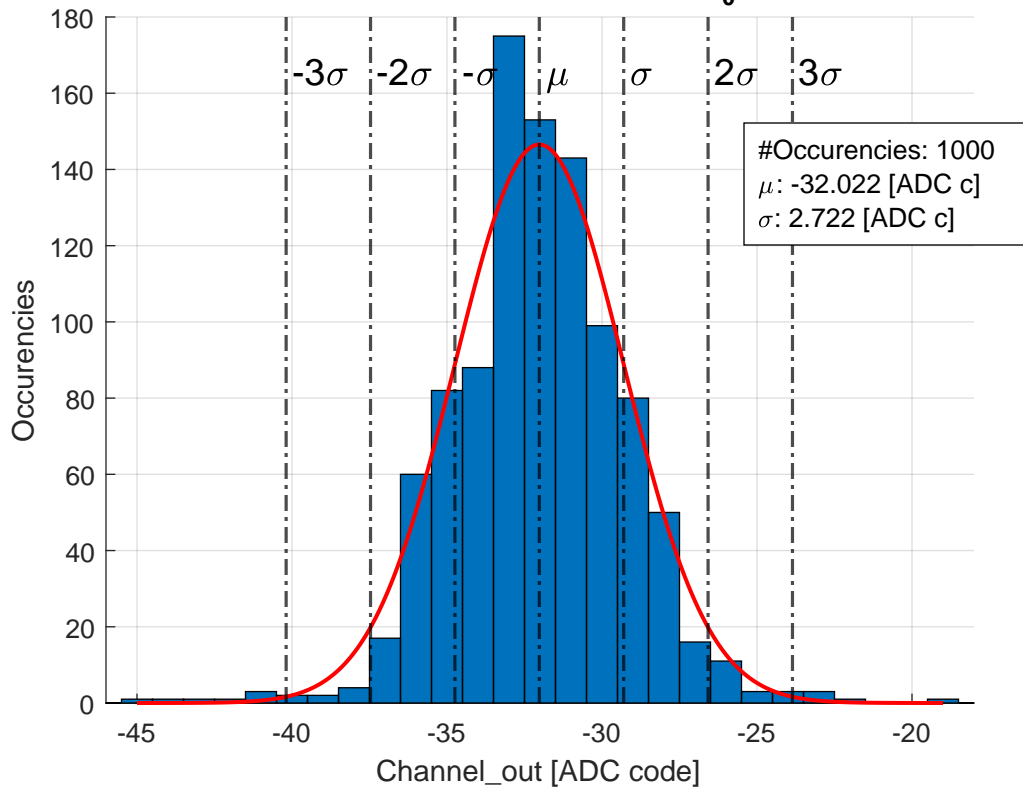 180
160
140
120
100
80
60
40
20
0
-3σ -2σ -σ μ σ 2σ 3σ
#Occurencies: 1000
μ: -32.022 [ADC c]
σ: 2.722 [ADC c]
Occurencies
-45 -40 -35 -30 -25 -20
Channel_out [ADC code]